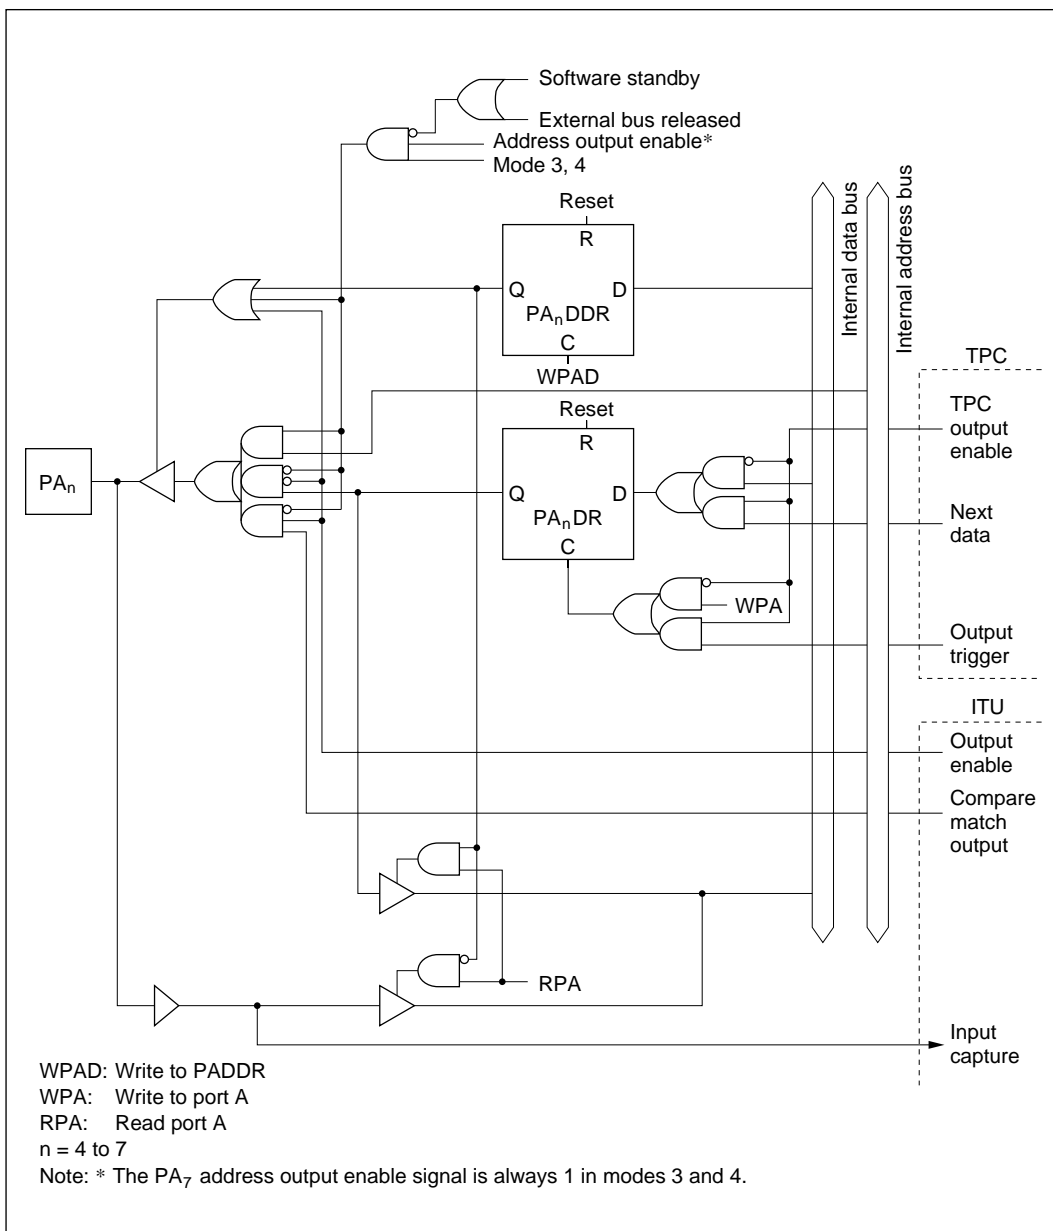 Software standby
External bus released
Address output enable*
Mode 3, 4
Reset
R
Q
D
PAnDDR
C
WPAD
Internal data bus
Internal address bus
TPC
TPC
output
enable
Reset
R
Q
D
PAnDR
C
PAn
Next
data
WPA
Output
trigger
ITU
Output
enable
Compare
match
output
RPA
Input
capture
WPAD: Write to PADDR
WPA: Write to port A
RPA: Read port A
n = 4 to 7
Note: * The PA7 address output enable signal is always 1 in modes 3 and 4.